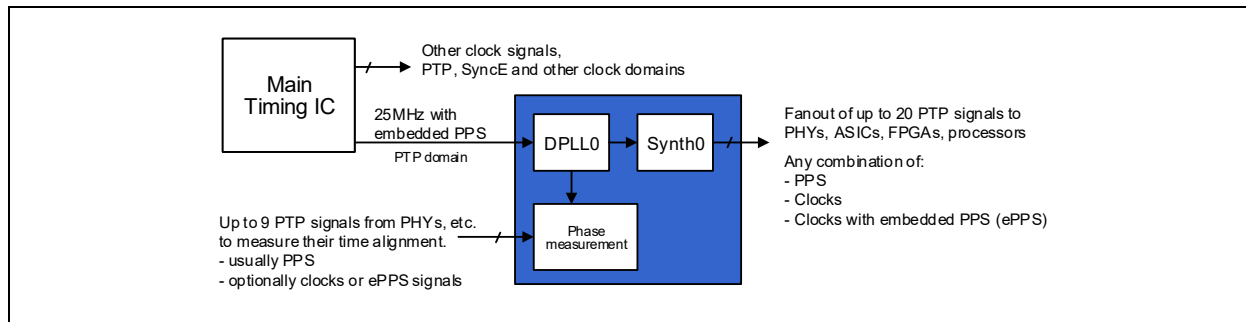 Main
Timing IC
Other clock signals,
PTP, SyncE and other clock domains
25MHz with
embedded PPS
PTP domain
DPLL0
Synth0
Phase
measurement
Fanout of up to 20 PTP signals to
PHYs, ASICs, FPGAs, processors
Any combination of:
- PPS
- Clocks
- Clocks with embedded PPS (ePPS)
Up to 9 PTP signals from PHYs, etc.
to measure their time alignment.
- usually PPS
- optionally clocks or ePPS signals